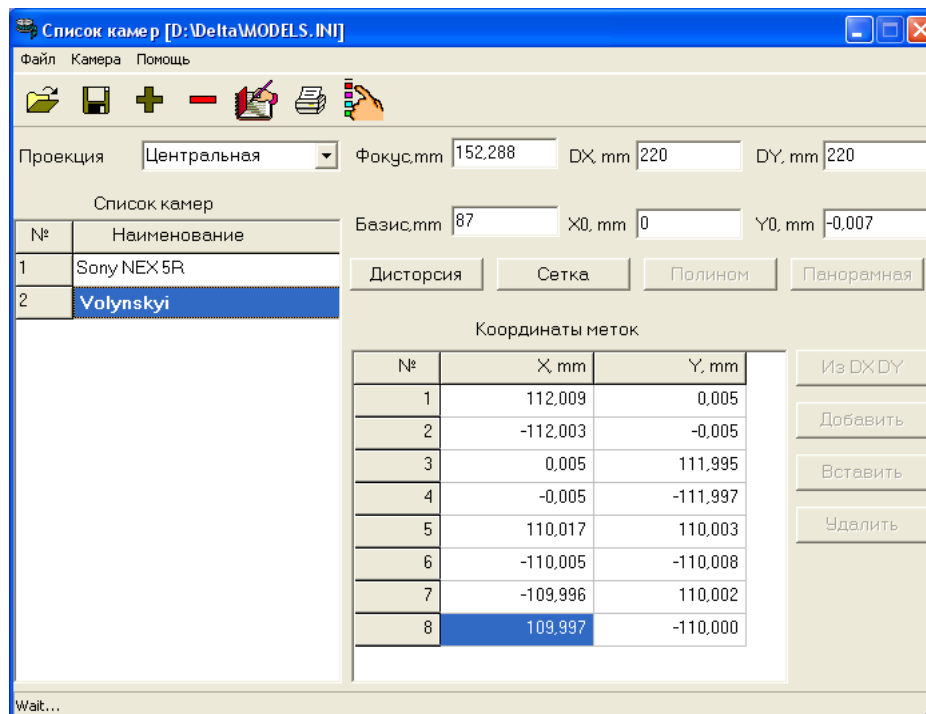 Список камер [D:\Delta\MODELS.INI]
Файл Камера Помощь
Проекция Центральная Фокус,mm 152,288 DX, mm 220 DY, mm 220
Список камер
Базис,mm 87 X0, mm 0 Y0, mm -0,007
№ Наименование
1 Sony NEX 5R
2 Volynskyi
Дисторсия Сетка Полином Панорамная
Координаты меток
№ X, mm Y, mm
1 112,009 0,005
2 -112,003 -0,005
3 0,005 111,995
4 -0,005 -111,997
5 110,017 110,003
6 -110,005 -110,008
7 -109,996 110,002
8 109,997 -110,000
Из DX DY
Добавить
Вставить
Удалить
Wait...